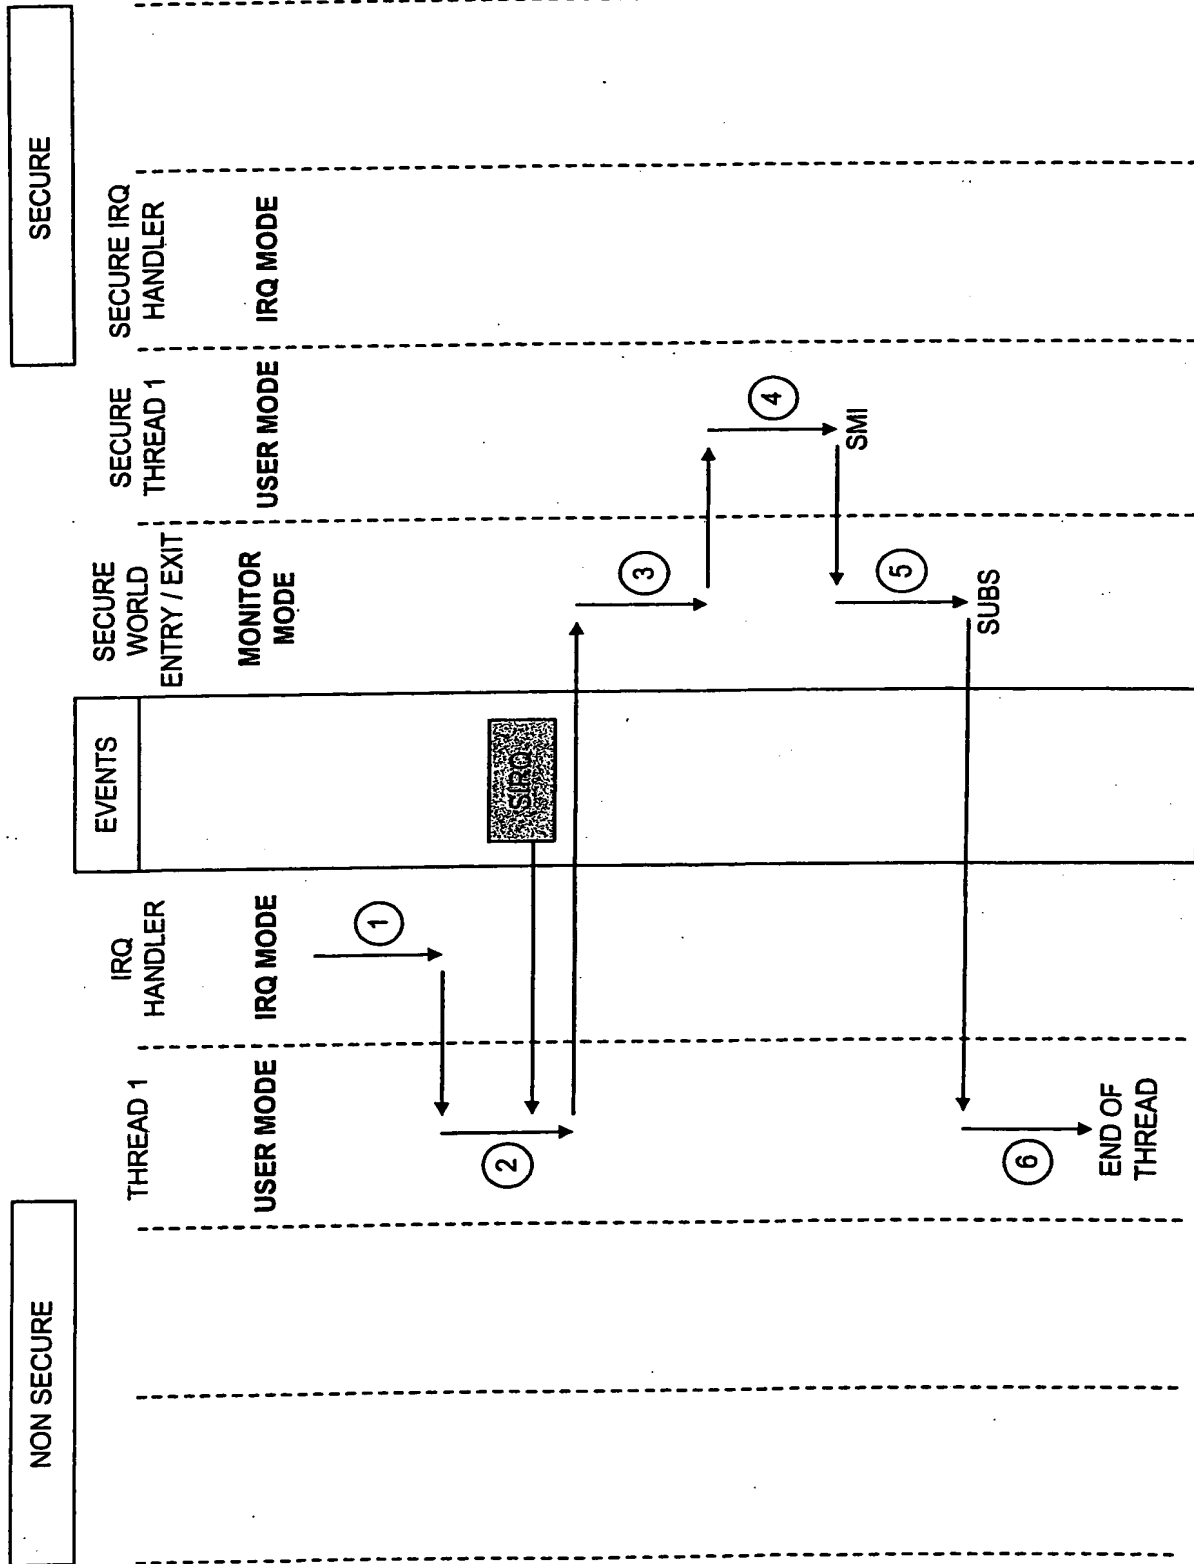 NON SECURE
SECURE
EVENTS
THREAD 1
IRQ
HANDLER
SECURE
WORLD
ENTRY / EXIT
SECURE
THREAD 1
SECURE IRQ
HANDLER
USER MODE
IRQ MODE
MONITOR
MODE
USER MODE
IRQ MODE
1
2
SIRQ
3
4
SMI
5
SUBS
6
END OF
THREAD